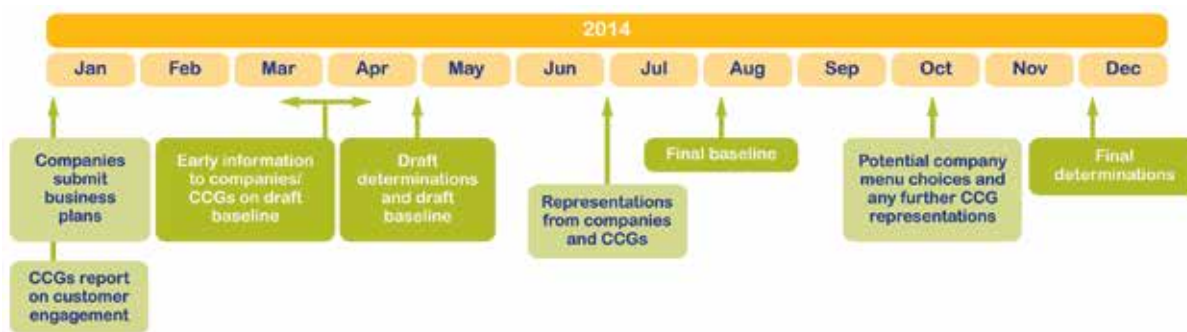 2014
Jan Feb Mar Apr May Jun Jul Aug Sep Oct Nov Dec
Companies
submit
business
plans
CCGs report
on customer
engagement
Early information
to companies/
CCGs on draft
baseline
Draft
determinations
and draft
baseline
Representations
from companies
and CCGs
Final baseline
Potential company
menu choices and
any further CCG
representations
Final
determinations